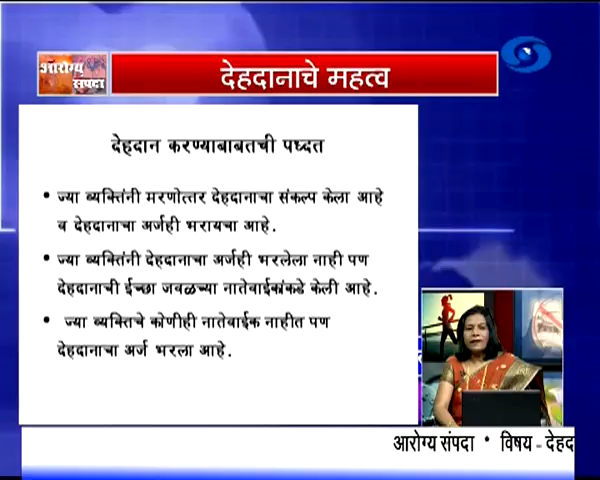 आरोग्य
संपदा
देहदानाचे महत्व
देहदान करण्याबाबतची पध्दत
• ज्या व्यक्तिंनी मरणोत्तर देहदानाचा संकल्प केला आहे
व देहदानाचा अर्जही भरायचा आहे.
• ज्या व्यक्तिंनी देहदानाचा अर्जही भरलेला नाही पण
देहदानाची ईच्छा जवळच्या नातेवाईकांकडे केली आहे.
• ज्या व्यक्तिचे कोणीही नातेवाईक नाहीत पण
देहदानाचा अर्ज भरला आहे.
आरोग्य संपदा * विषय - देहद